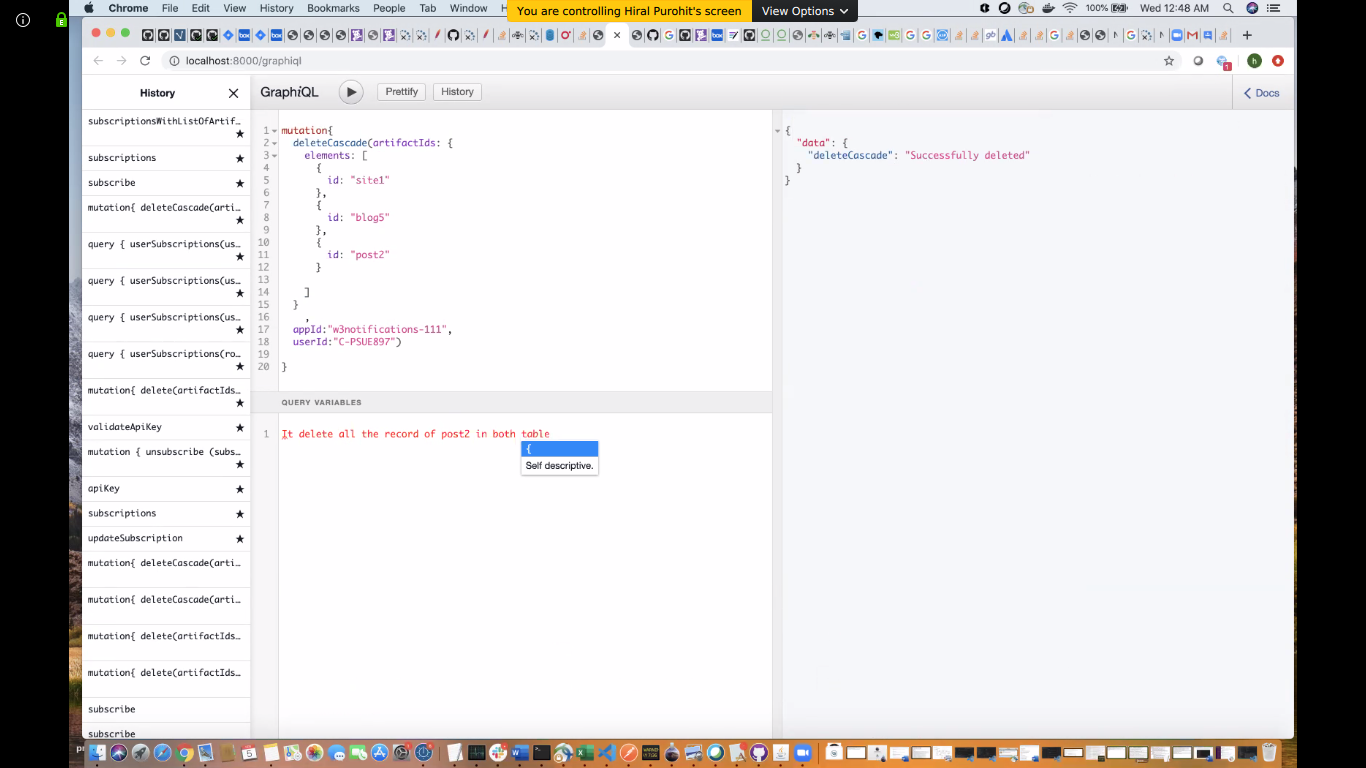 You are controlling Hiral Purohit's screen
View Options
Chrome File Edit View History Bookmarks People Tab Window
100%
Wed 12:48 AM
localhost:8000/graphiql
History
GraphiQL
Prettify
History
Docs
subscriptionsWithListOfArtif...
subscriptions
subscribe
mutation{ deleteCascade(arti...
query { userSubscriptions(us...
query { userSubscriptions(us...
query { userSubscriptions(us...
query { userSubscriptions(ro...
mutation{ delete(artifactIds...
validateApiKey
mutation { unsubscribe (subs...
apiKey
subscriptions
updateSubscription
mutation{ deleteCascade(arti...
mutation{ deleteCascade(arti...
mutation{ delete(artifactIds...
mutation{ delete(artifactIds...
subscribe
subscribe
1 mutation{
2 deleteCascade(artifactIds: {
3 elements: [
4 {
5 id: "site1"
6 },
7 {
8 id: "blog5"
9 },
10 {
11 id: "post2"
12 }
13
14 ]
15 }
16 ,
17 appId:"w3notifications-111",
18 userId:"C-PSUE897")
19
20 }
QUERY VARIABLES
1 It delete all the record of post2 in both table
{
Self descriptive.
{
"data": {
"deleteCascade": "Successfully deleted"
}
}